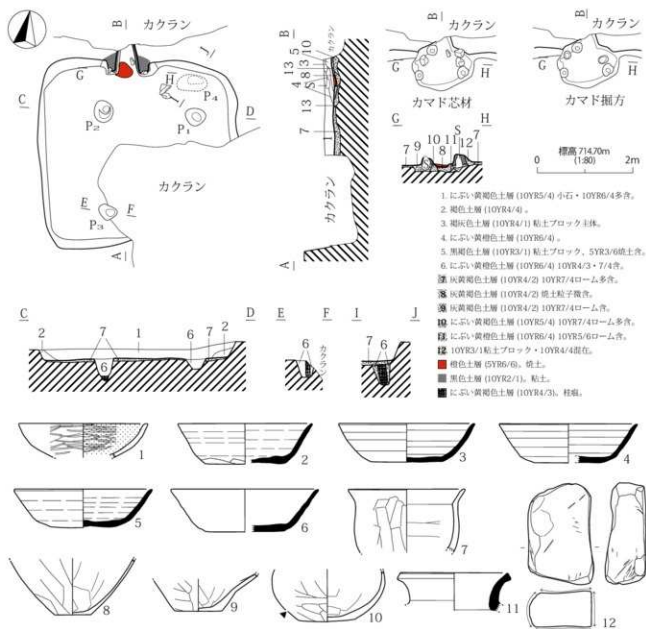 B カクラン
B カクラン
B
B
G H
G H
カマド芯材
カマド掘方
C
G H J
P4
P2 P1
D
カクラン
E F
P3
A
5 3 10
13 8
4 5
13
7
1
カクラン
A
G S H
7 9 10 8 11 12 7
標高 714.70m
0 (1:80) 2m
1. にぶい黄褐色土層 (10YR5/4) 小石・10YR6/4多含。
2. 褐色土層 (10YR4/4) 。
3. 褐灰色土層 (10YR4/1) 粘土ブロック主体。
4. にぶい黄橙色土層 (10YR6/4) 。
5. 黒褐色土層 (10YR3/1) 粘土ブロック、5YR3/6焼土含。
6. にぶい黄橙色土層 (10YR6/4) 10YR4/3・7/4含。
7 灰黄褐色土層 (10YR4/2) 10YR7/4ローム多含。
8 灰黄褐色土層 (10YR4/2) 焼土粒子微含。
9 灰黄褐色土層 (10YR4/2) 10YR7/4ローム含。
10 にぶい黄褐色土層 (10YR5/4) 10YR7/4ローム多含。
11 にぶい黄橙色土層 (10YR6/4) 10YR5/6ローム含。
12 10YR3/1粘土ブロック・10YR4/4混在。
橙色土層 (5YR6/6)。焼土。
黒色土層 (10YR2/1)。粘土。
にぶい黄褐色土層 (10YR4/3)。柱痕。
C D E F I J
2 7 1 6 7 2
6
6 カクラン
7 6
1 2 3 4
5 6 7
8 9 10 11 12